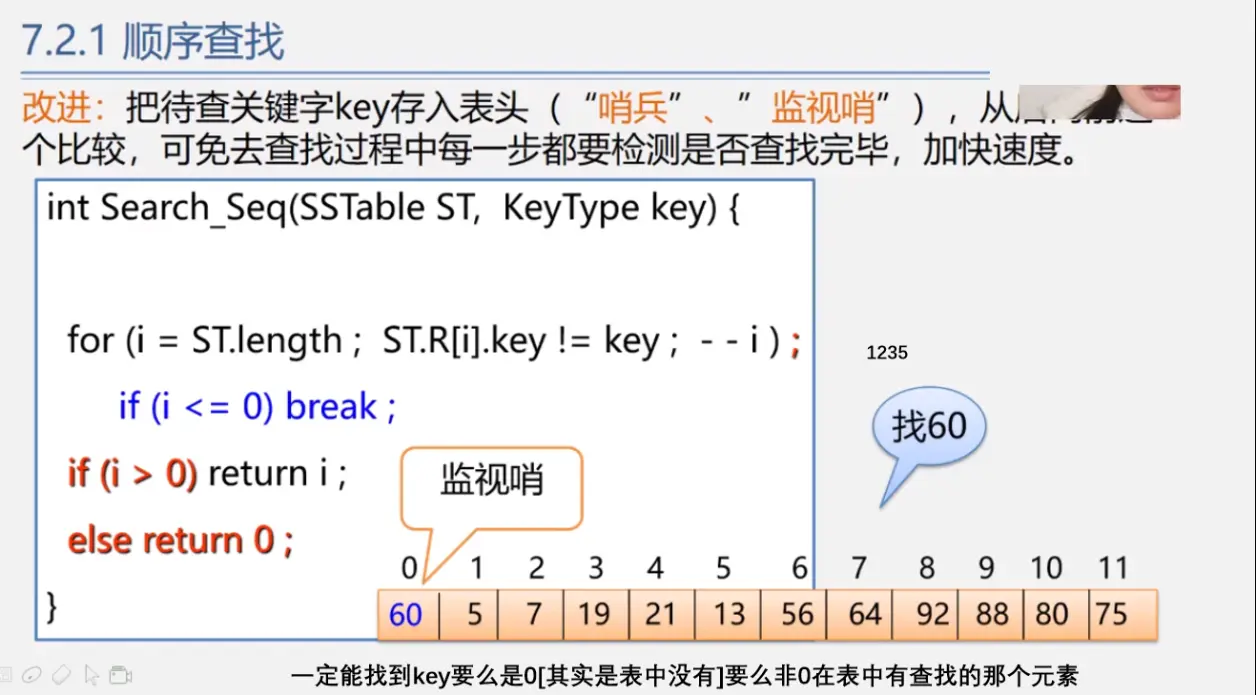 7.2.1 顺序查找
改进：把待查关键字key存入表头（“哨�”、”监视哨”），从
个比较，可免去查找过程中每一步都要检测是否查找完毕，加快速度。
int Search_Seq(SSTable ST, KeyType key) {
for (i = ST.length ; ST.R[i].key != key ; - - i ) ;
1235
if (i <= 0) break ;
找60
if (i > 0) return i ;
监视哨
else return 0 ;
0 1 2 3 4 5 6 7 8 9 10 11
}
60 5 7 19 21 13 56 64 92 88 80 75
一定能找到key要么是0[其实是表中没有]要么非0在表中有查找的那个元素